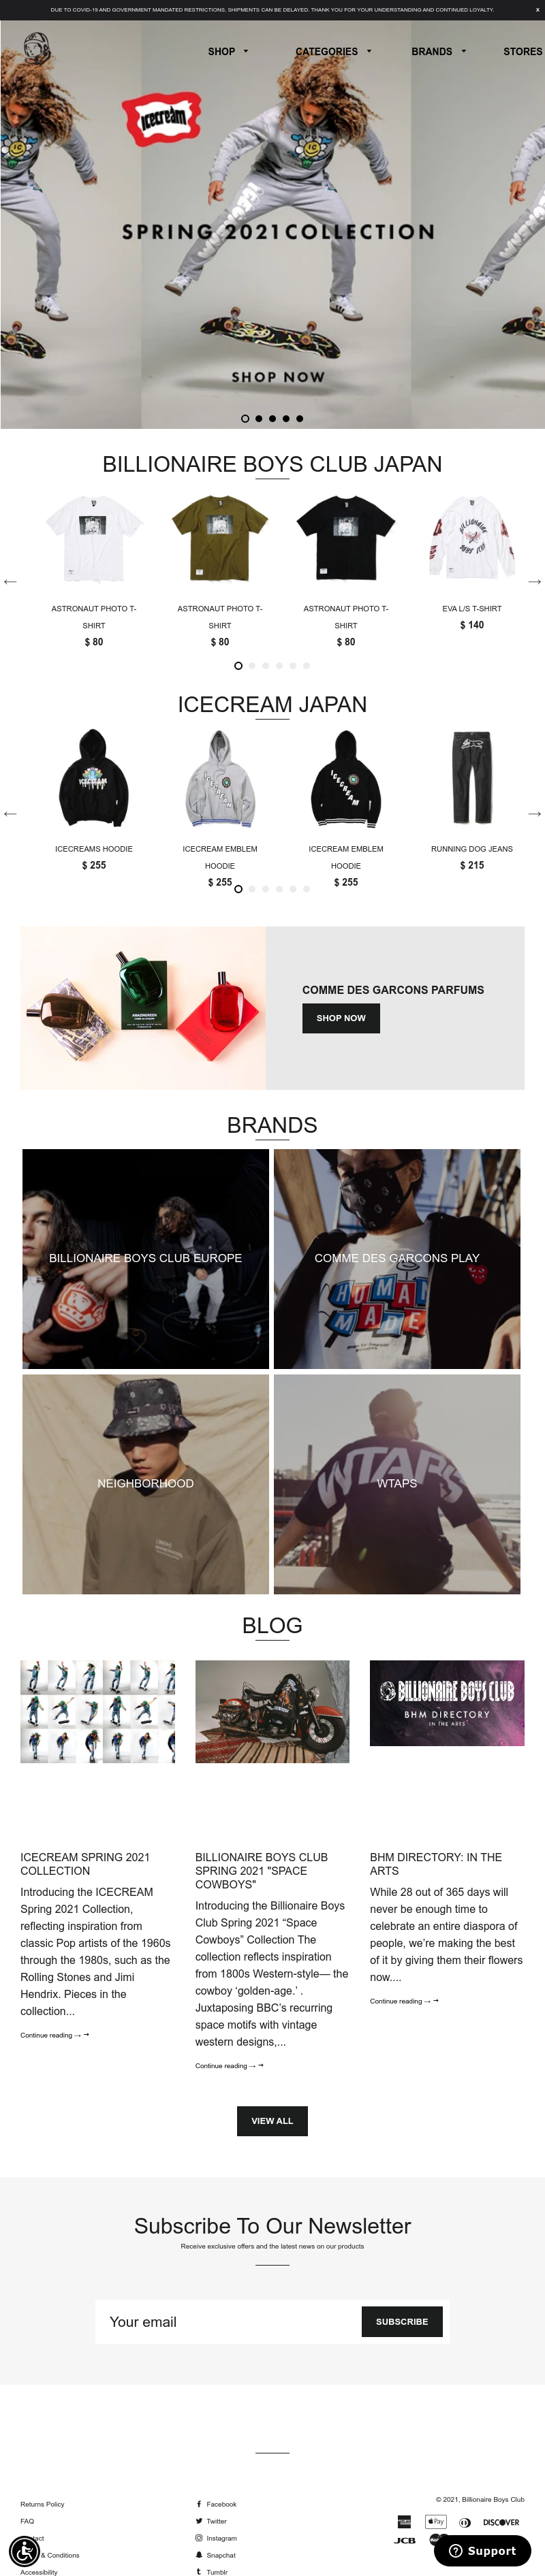 DUE TO COVID-19 AND GOVERNMENT MANDATED RESTRICTIONS, SHIPMENTS CAN BE DELAYED. THANK YOU FOR YOUR UNDERSTANDING AND CONTINUED LOYALTY.
X
SHOP
CATEGORIES
BRANDS
STORES
Icecream
SPRING 2021 COLLECTION
SHOP NOW
BILLIONAIRE BOYS CLUB JAPAN
ASTRONAUT PHOTO T-
SHIRT
$ 80
ASTRONAUT PHOTO T-
SHIRT
$ 80
ASTRONAUT PHOTO T-
SHIRT
$ 80
EVA L/S T-SHIRT
$ 140
ICECREAM JAPAN
ICECREAMS HOODIE
$ 255
ICECREAM EMBLEM
HOODIE
$ 255
ICECREAM EMBLEM
HOODIE
$ 255
RUNNING DOG JEANS
$ 215
COMME DES GARCONS PARFUMS
SHOP NOW
BRANDS
BILLIONAIRE BOYS CLUB EUROPE
COMME DES GARCONS PLAY
HUMAN
MADE
NEIGHBORHOOD
WTAPS
WTAPS
BLOG
BILLIONAIRE BOYS CLUB
BHM DIRECTORY
IN THE ARTS
ICECREAM SPRING 2021
COLLECTION
Introducing the ICECREAM
Spring 2021 Collection,
reflecting inspiration from
classic Pop artists of the 1960s
through the 1980s, such as the
Rolling Stones and Jimi
Hendrix. Pieces in the
collection...
Continue reading → →
BILLIONAIRE BOYS CLUB
SPRING 2021 "SPACE
COWBOYS"
Introducing the Billionaire Boys
Club Spring 2021 “Space
Cowboys” Collection The
collection reflects inspiration
from 1800s Western-style— the
cowboy ‘golden-age.’ .
Juxtaposing BBC’s recurring
space motifs with vintage
western designs,...
Continue reading → →
BHM DIRECTORY: IN THE
ARTS
While 28 out of 365 days will
never be enough time to
celebrate an entire diaspora of
people, we’re making the best
of it by giving them their flowers
now....
Continue reading → →
VIEW ALL
Subscribe To Our Newsletter
Receive exclusive offers and the latest news on our products
Your email
SUBSCRIBE
Returns Policy
FAQ
& Conditions
Accessibility
Facebook
Twitter
Instagram
Snapchat
Tumblr
© 2021, Billionaire Boys Club
Pay
DISCOVER
JCB
Support